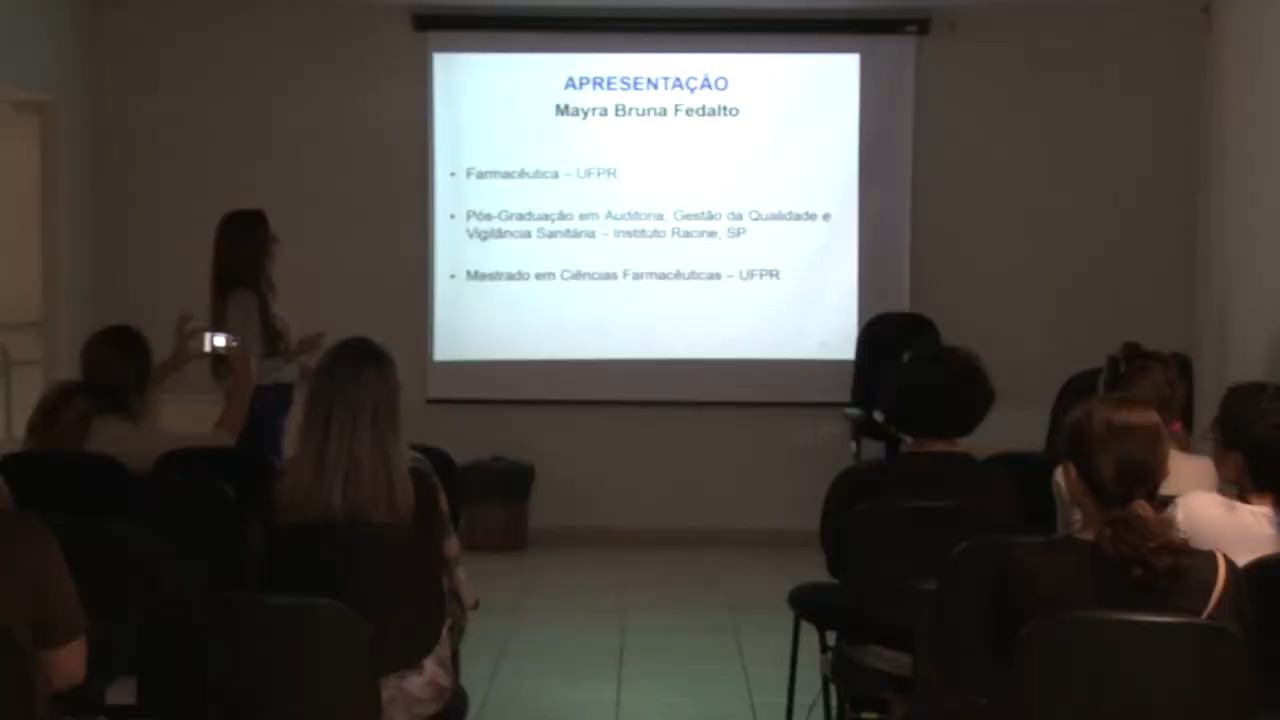 APRESENTAÇÃO
Mayra Bruna Fedalto
• Farmacêutica – UFPR
• Pós-Graduação em Auditoria, Gestão da Qualidade e
Vigilância Sanitária – Instituto Racine, SP
• Mestrado em Ciências Farmacêuticas – UFPR